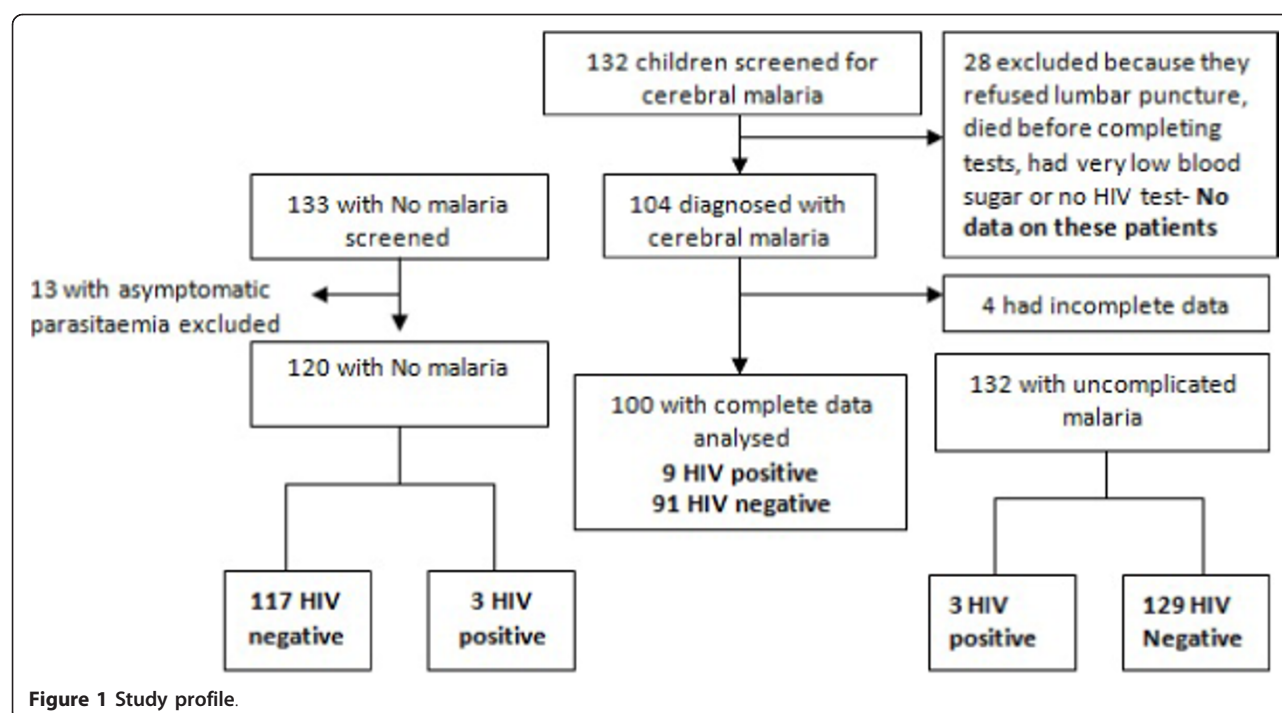 132 children screened for
cerebral malaria
28 excluded because they
refused lumbar puncture,
died before completing
tests, had very low blood
sugar or no HIV test- No
data on these patients
133 with No malaria
screened
104 diagnosed with
cerebral malaria
13 with asymptomatic
parasitaemia excluded
4 had incomplete data
120 with No malaria
100 with complete data
analysed
9 HIV positive
91 HIV negative
132 with uncomplicated
malaria
117 HIV
negative
3 HIV
positive
3 HIV
positive
129 HIV
Negative
Figure 1 Study profile.